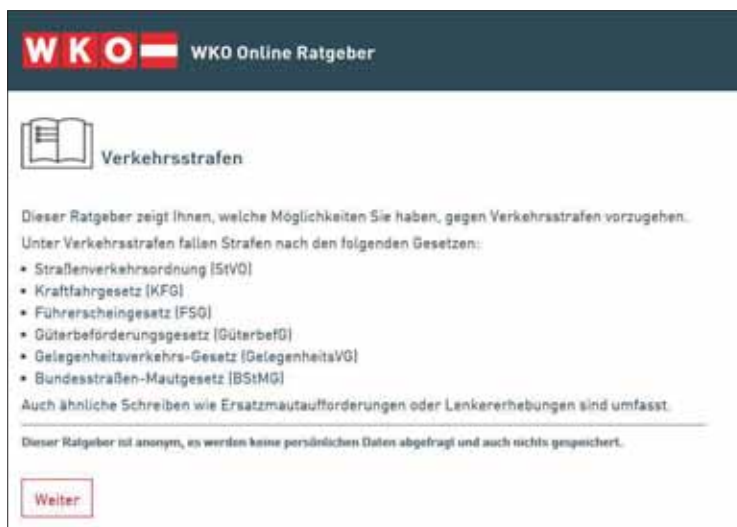 WKO WKO Online Ratgeber
Verkehrsstrafen
Dieser Ratgeber zeigt Ihnen, welche Möglichkeiten Sie haben, gegen Verkehrsstrafen vorzugehen.
Unter Verkehrsstrafen fallen Strafen nach den folgenden Gesetzen:
• Straßenverkehrsordnung (StVO)
• Kraftfahrgesetz (KFG)
• Führerscheingesetz (FSG)
• Güterbeförderungsgesetz (GüterbefG)
• Gelegenheitsverkehrs-Gesetz (GelegenheitsVG)
• Bundesstraßen-Mautgesetz (BStMG)
Auch ähnliche Schreiben wie Ersatzmautaufforderungen oder Lenkererhebungen sind umfasst.
Dieser Ratgeber ist anonym, es werden keine persönlichen Daten abgefragt und auch nichts gespeichert.
Weiter